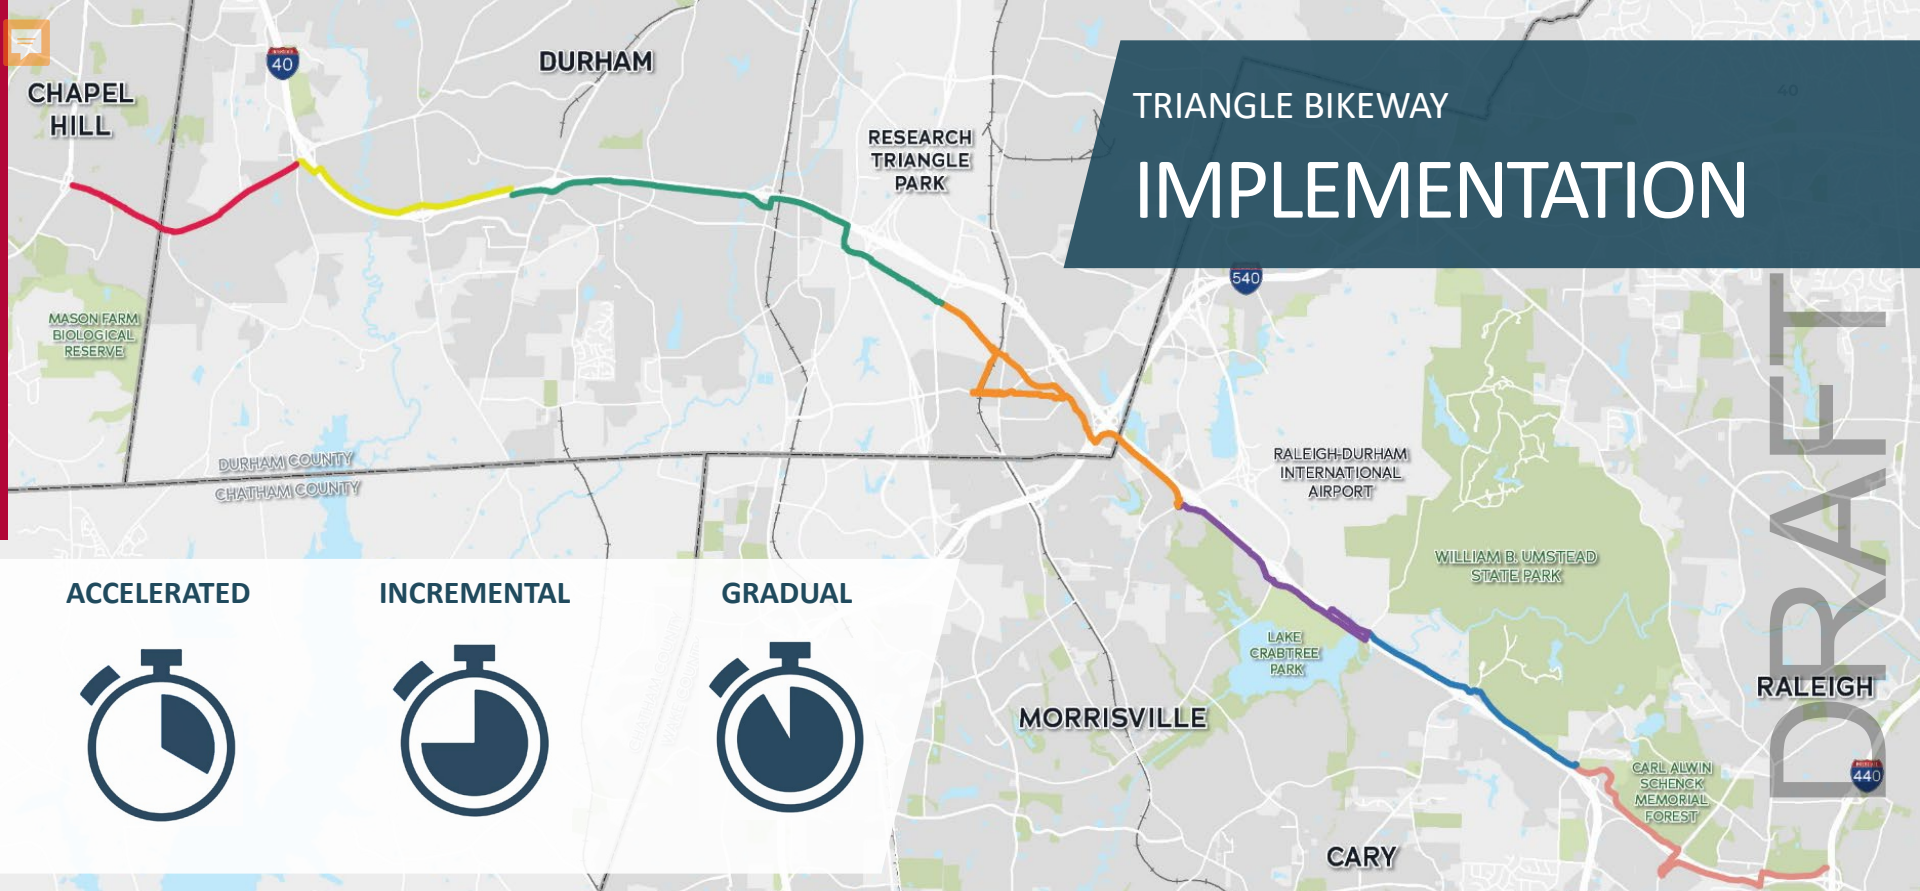 TRIANGLE BIKEWAY
IMPLEMENTATION
40
40
CHAPEL
HILL
DURHAM
RESEARCH
TRIANGLE
PARK
540
MASON FARM
BIOLOGICAL
RESERVE
DURHAM COUNTY
CHATHAM COUNTY
RALEIGH-DURHAM
INTERNATIONAL
AIRPORT
WILLIAM B. UMSTEAD
STATE PARK
LAKE
CRABTREE
PARK
MORRISVILLE
RALEIGH
440
CARL ALWIN
SCHENCK
MEMORIAL
FOREST
CARY
ACCELERATED
INCREMENTAL
GRADUAL
DRAFT